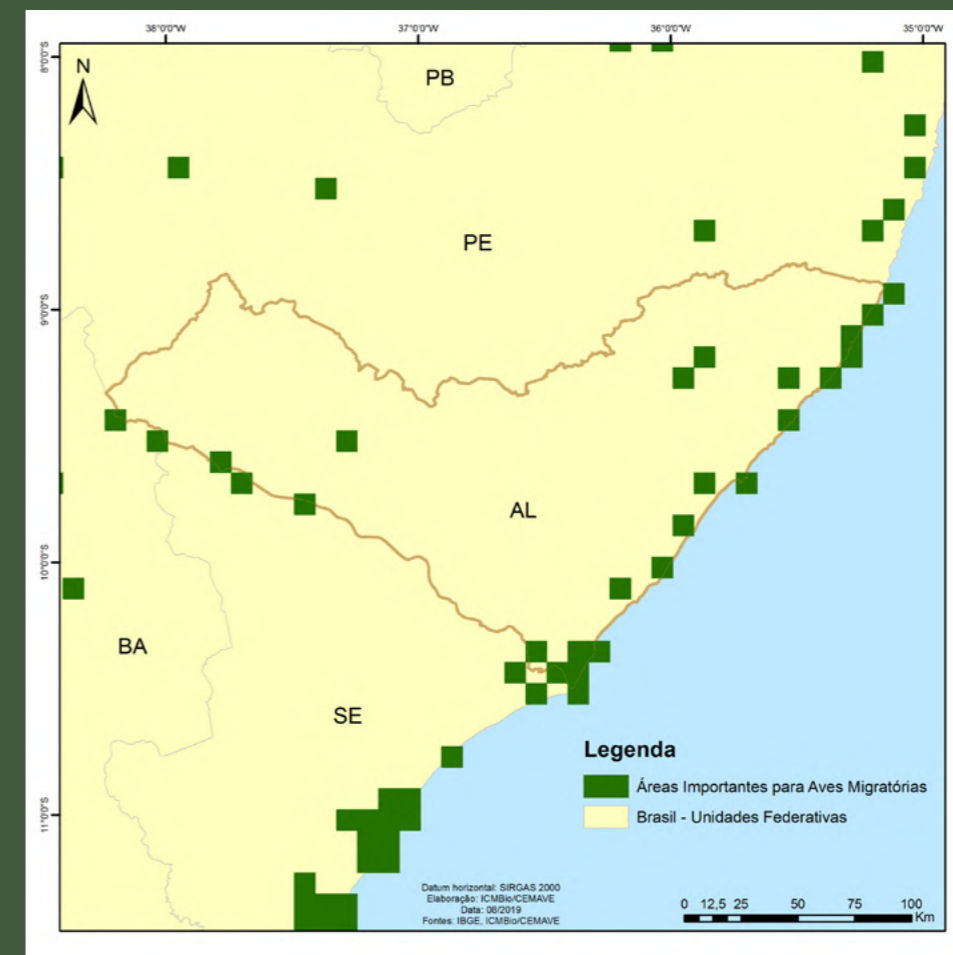 38°0'0"O 37°0'0"O 36°0'0"O 35°0'0"O
8°0'0"S
N
PB
PE
9°0'0"S
AL
10°0'0"S
BA
SE
Legenda
Áreas Importantes para Aves Migratórias
Brasil - Unidades Federativas
11°0'0"S
Datum horizontal: SIRGAS 2000
Elaboração: ICMBio/CEMAVE
Data: 08/2019
Fontes: IBGE, ICMBio/CEMAVE
0 12,5 25 50 75 100
Km